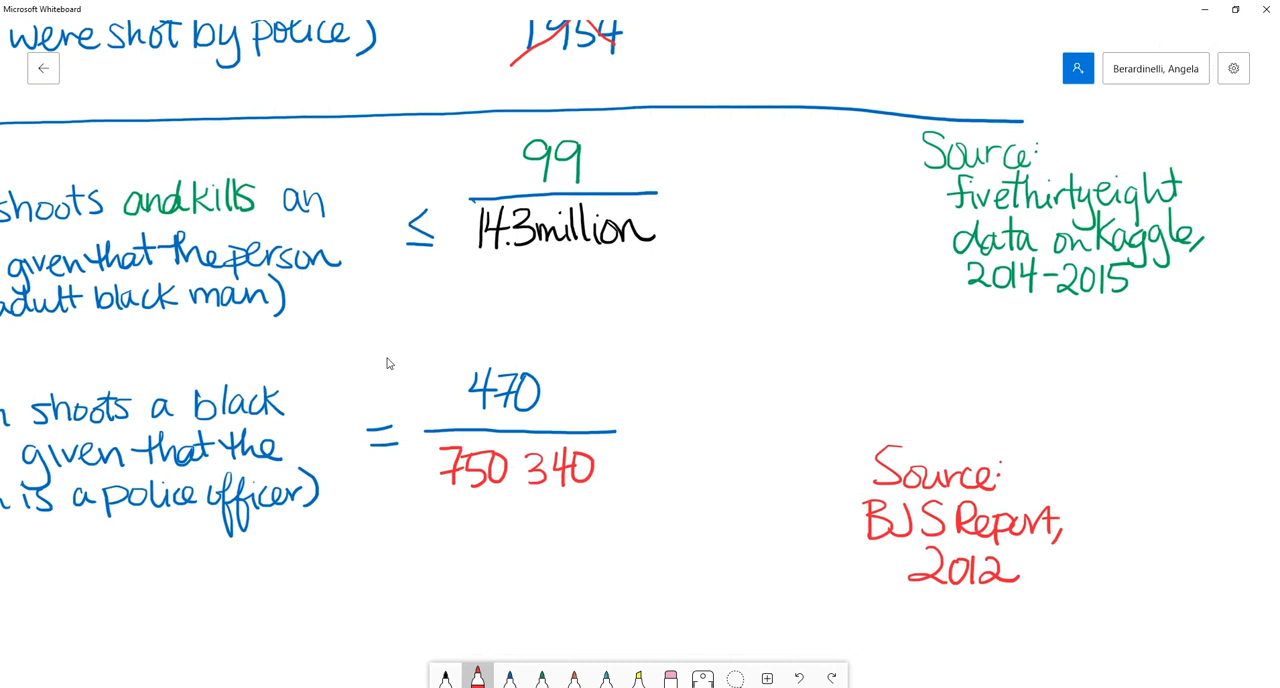 Microsoft Whiteboard
were shot by police)
1954
Berardinelli, Angela
99
14.3 million
≤
shoots and kills an
given that the person
adult black man)
Source:
fivethirtyeight
data on Kaggle,
2014-2015
shoots a black
given that the
is a police officer)
=
470
750 340
Source:
BJS Report,
2012